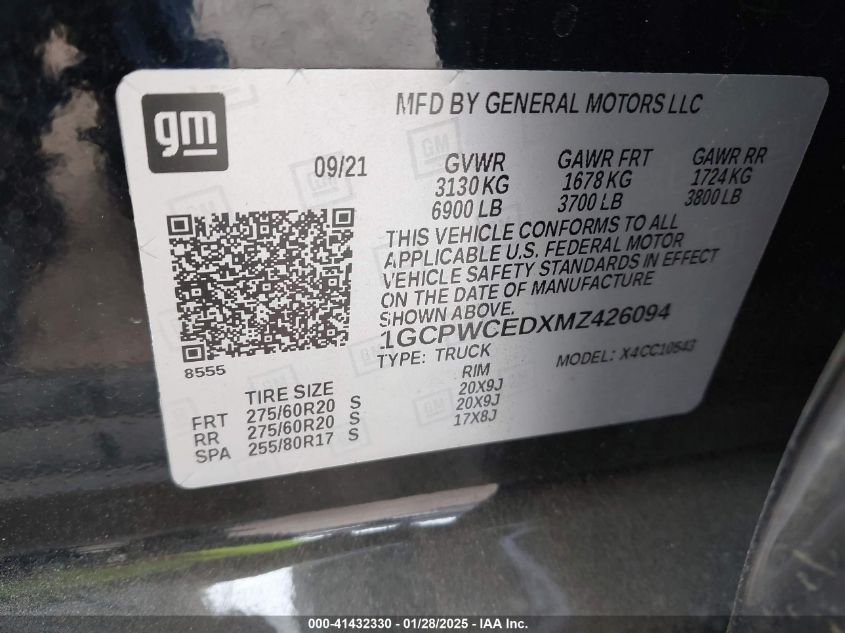 gm
MFD BY GENERAL MOTORS LLC
09/21
GVWR GAWR FRT GAWR RR
3130 KG 1678 KG 1724 KG
6900 LB 3700 LB 3800 LB
THIS VEHICLE CONFORMS TO ALL
APPLICABLE U.S. FEDERAL MOTOR
VEHICLE SAFETY STANDARDS IN EFFECT
ON THE DATE OF MANUFACTURE
SHOWN ABOVE.
1GCPWCEDXMZ426094
TYPE: TRUCK MODEL: X4CC10543
8555
TIRE SIZE RIM
FRT 275/60R20 S 20X9J
RR 275/60R20 S 20X9J
SPA 255/80R17 S 17X8J
000-41432330 - 01/28/2025 - IAA Inc.